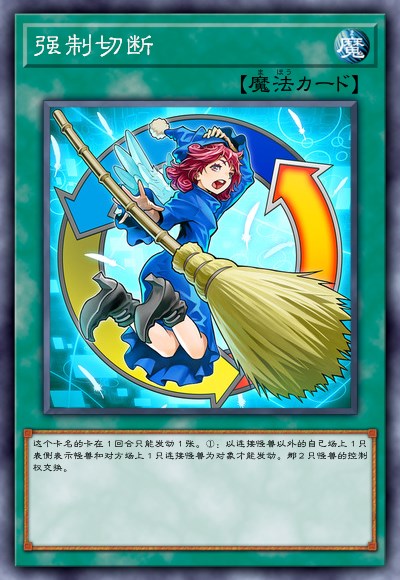 强制切断
魔
【魔法カード】
まほう
这个卡名的卡在1回合只能发动1张。①：以连接怪兽以外的自己场上1只
表侧表示怪兽和对方场上1只连接怪兽为对象才能发动。那2只怪兽的控制
权交换。